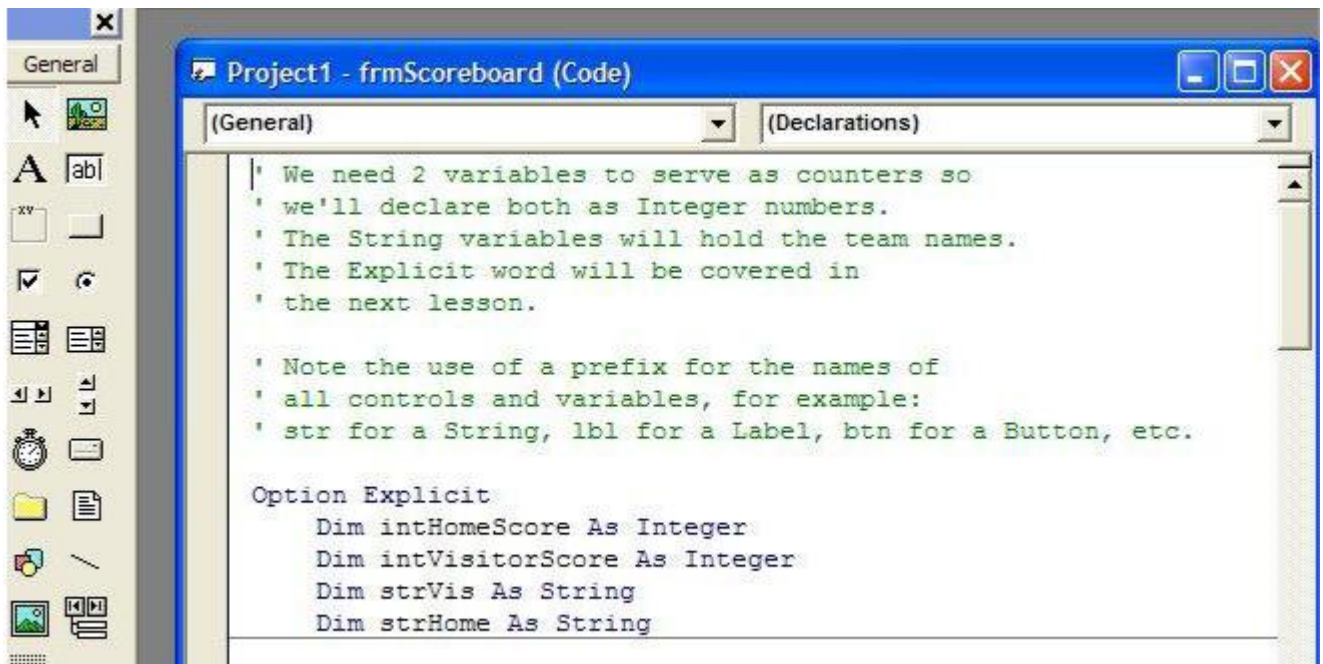 General
Project1 - frmScoreboard (Code)
(General)
(Declarations)
A
ab
xy
' We need 2 variables to serve as counters so
' we'll declare both as Integer numbers.
' The String variables will hold the team names.
' The Explicit word will be covered in
' the next lesson.
' Note the use of a prefix for the names of
' all controls and variables, for example:
' str for a String, lbl for a Label, btn for a Button, etc.
Option Explicit
Dim intHomeScore As Integer
Dim intVisitorScore As Integer
Dim strVis As String
Dim strHome As String